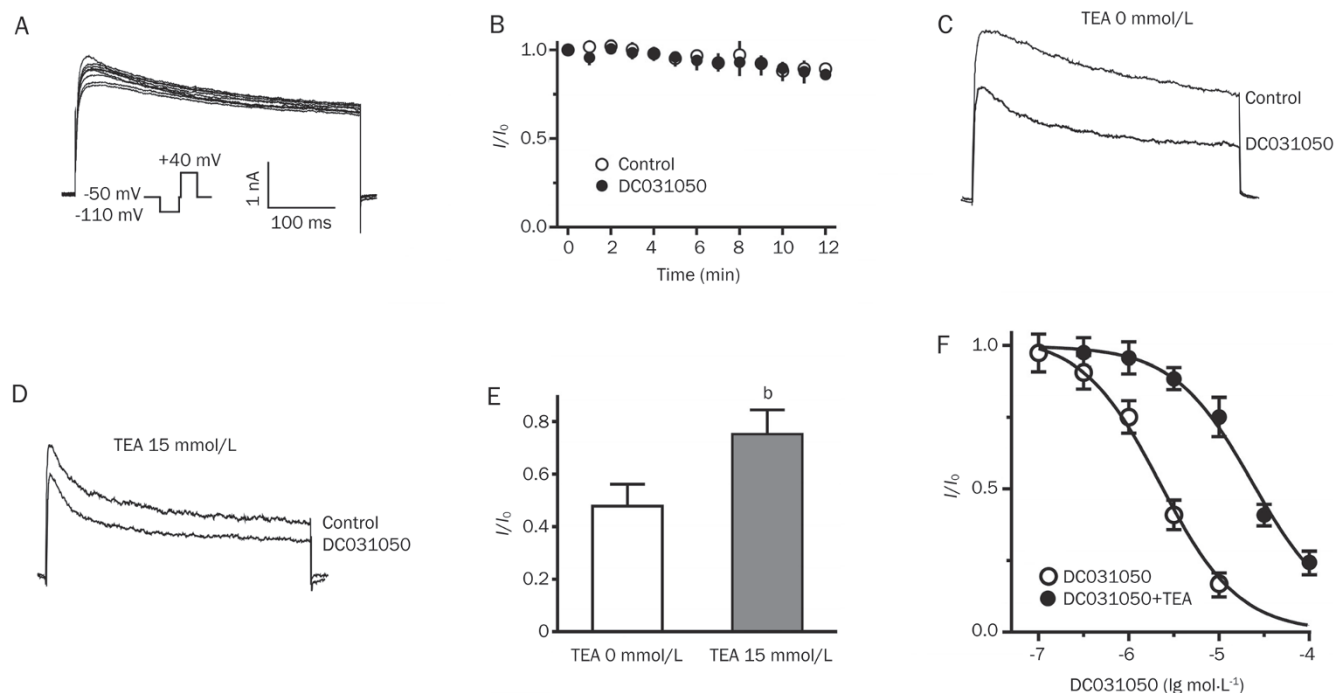 A
+40 mV
-50 mV
-110 mV
1 nA
100 ms
B
1.0
0.5
0.0
I/I0
Control
DC031050
0 2 4 6 8 10 12
Time (min)
C
TEA 0 mmol/L
Control
DC031050
D
TEA 15 mmol/L
Control
DC031050
E
b
0.8
0.6
0.4
0.2
0
I/I0
TEA 0 mmol/L TEA 15 mmol/L
F
1.0
0.5
0.0
I/I0
DC031050
DC031050+TEA
-7 -6 -5 -4
DC031050 (lg mol·L-1)